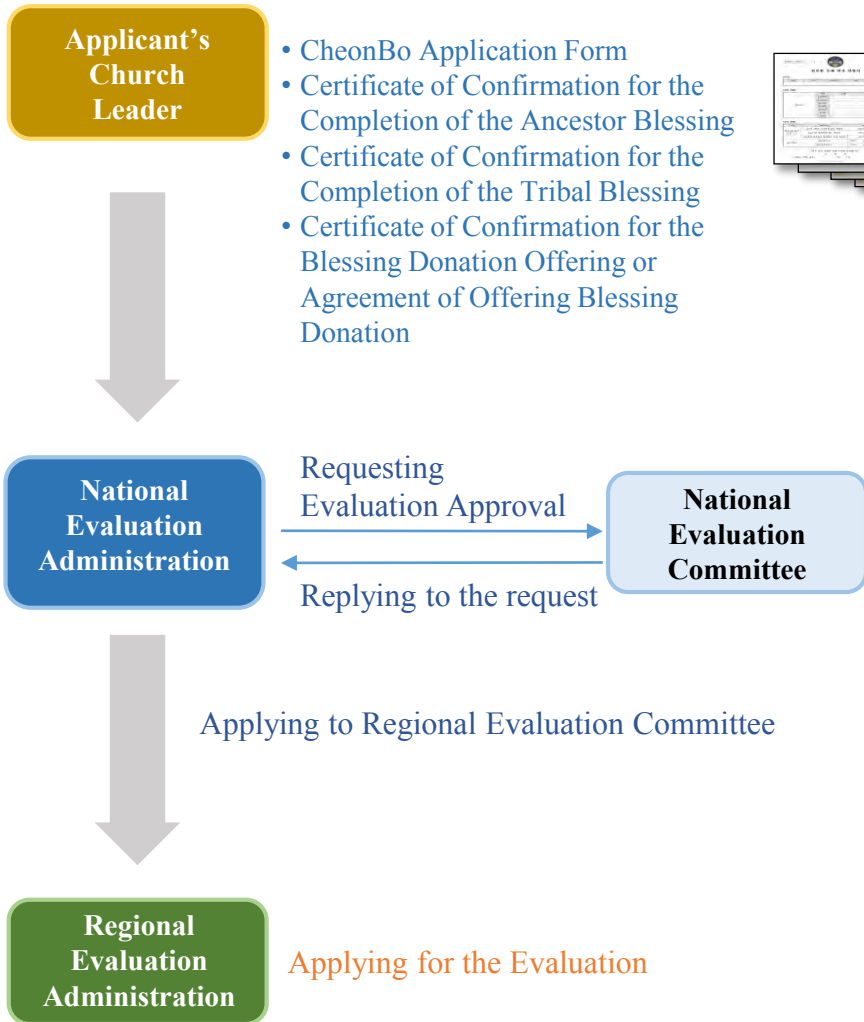 Applicant's
Church
Leader
• CheonBo Application Form
• Certificate of Confirmation for the
Completion of the Ancestor Blessing
• Certificate of Confirmation for the
Completion of the Tribal Blessing
• Certificate of Confirmation for the
Blessing Donation Offering or
Agreement of Offering Blessing
Donation
National
Evaluation
Administration
Requesting
Evaluation Approval
Replying to the request
National
Evaluation
Committee
Applying to Regional Evaluation Committee
Regional
Evaluation
Administration
Applying for the Evaluation